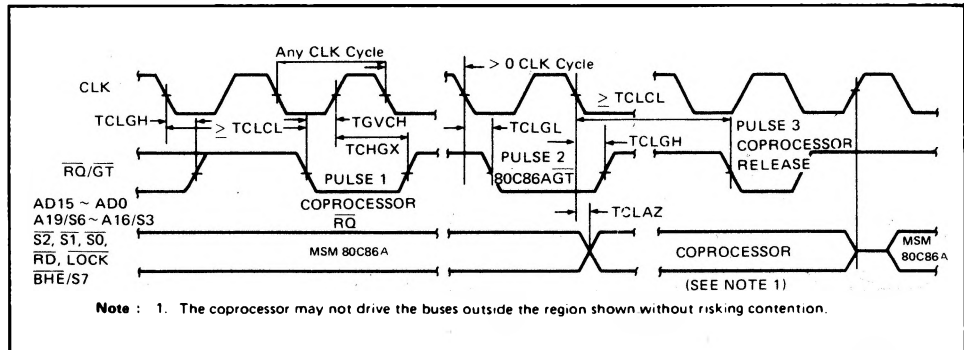 Any CLK Cycle
> 0 CLK Cycle
CLK
TCLGH
≥ TCLCL
TGVCH
TCHGX
TCLGL
≥ TCLCL
TCLGH
PULSE 3
COPROCESSOR
RELEASE
RQ/GT
PULSE 1
COPROCESSOR
RQ
PULSE 2
80C86AGT
TCLAZ
AD15 ~ AD0
A19/S6 ~ A16/S3
S2, S1, S0,
RD, LOCK
BHE/S7
MSM 80C86A
COPROCESSOR
(SEE NOTE 1)
MSM
80C86A
Note : 1. The coprocessor may not drive the buses outside the region shown without risking contention.